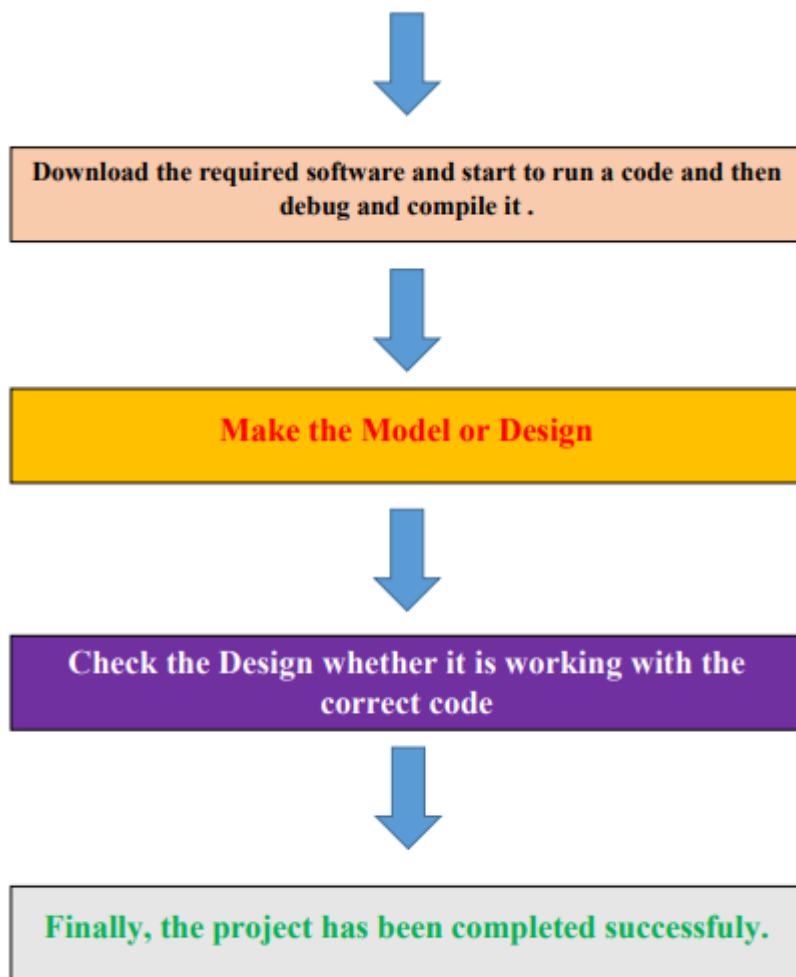 Download the required software and start to run a code and then
debug and compile it .
Make the Model or Design
Check the Design whether it is working with the
correct code
Finally, the project has been completed successfuly.